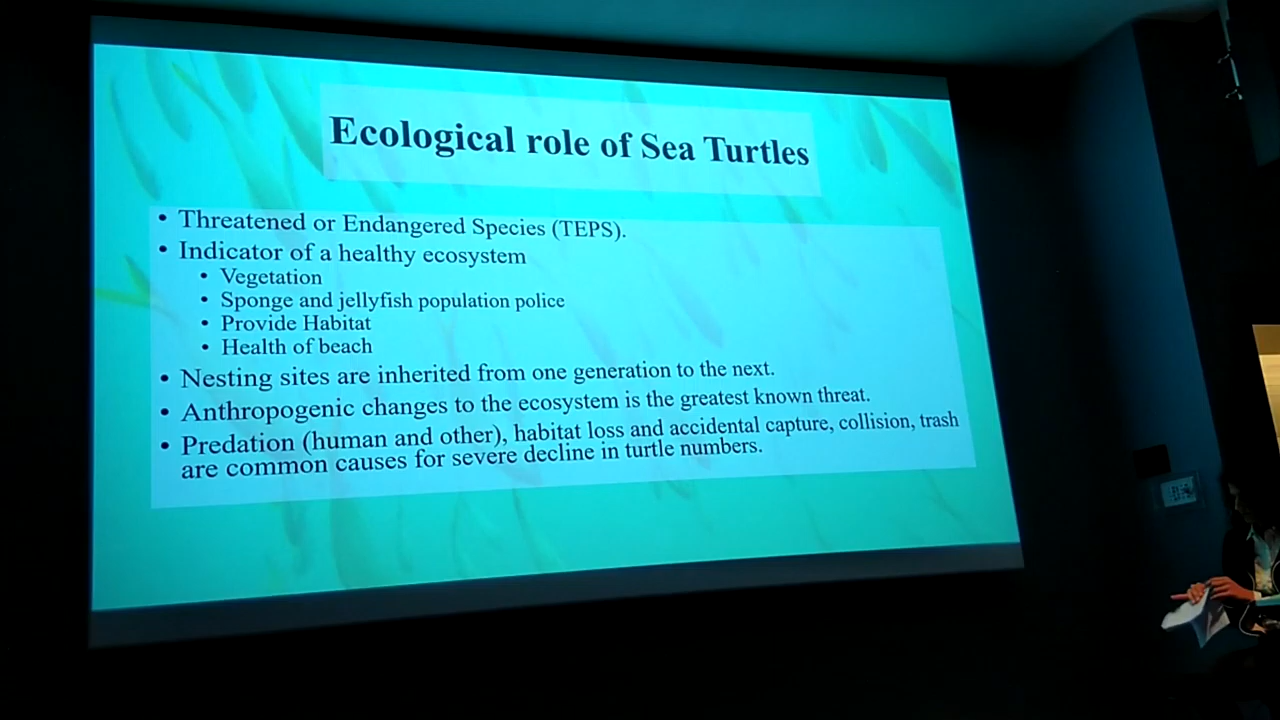 Ecological role of Sea Turtles
• Threatened or Endangered Species (TEPS).
• Indicator of a healthy ecosystem
• Vegetation
• Sponge and jellyfish population police
• Provide Habitat
• Health of beach
• Nesting sites are inherited from one generation to the next.
• Anthropogenic changes to the ecosystem is the greatest known threat.
• Predation (human and other), habitat loss and accidental capture, collision, trash
are common causes for severe decline in turtle numbers.